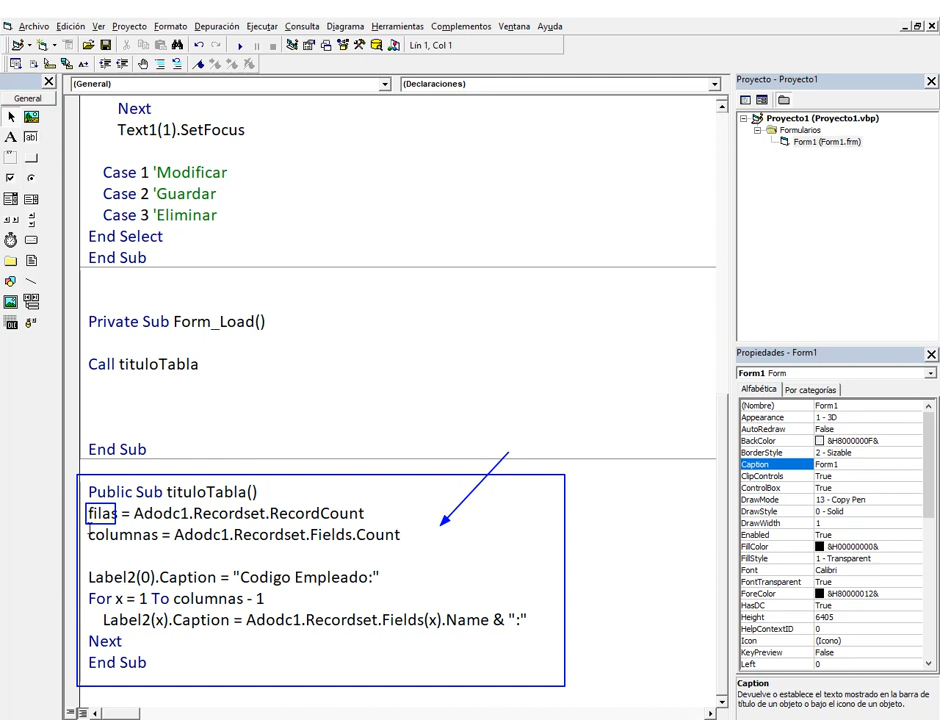 Archivo Edición Ver Proyecto Formato Depuración Ejecutar Consulta Diagrama Herramientas Complementos Ventana Ayuda
Lín 1, Col 1
General
A ab
(General) (Declaraciones)
Next
Text1(1).SetFocus
Case 1 'Modificar
Case 2 'Guardar
Case 3 'Eliminar
End Select
End Sub
Private Sub Form_Load()
Call tituloTabla
End Sub
Public Sub tituloTabla()
filas = Adodc1.Recordset.RecordCount
columnas = Adodc1.Recordset.Fields.Count
Label2(0).Caption = "Codigo Empleado:"
For x = 1 To columnas - 1
Label2(x).Caption = Adodc1.Recordset.Fields(x).Name & ":"
Next
End Sub
Proyecto - Proyecto1
Proyecto1 (Proyecto1.vbp)
Formularios
Form1 (Form1.frm)
Propiedades - Form1
Form1 Form
Alfabética Por categorías
(Nombre) Form1
Appearance 1 - 3D
AutoRedraw False
BackColor &H8000000F&
BorderStyle 2 - Sizable
Caption Form1
ClipControls True
ControlBox True
DrawMode 13 - Copy Pen
DrawStyle 0 - Solid
DrawWidth 1
Enabled True
FillColor &H00000000&
FillStyle 1 - Transparent
Font Calibri
FontTransparent True
ForeColor &H80000012&
HasDC True
Height 6405
HelpContextID 0
Icon (Icono)
KeyPreview False
Left 0
Caption
Devuelve o establece el texto mostrado en la barra de
título de un objeto o bajo el icono de un objeto.